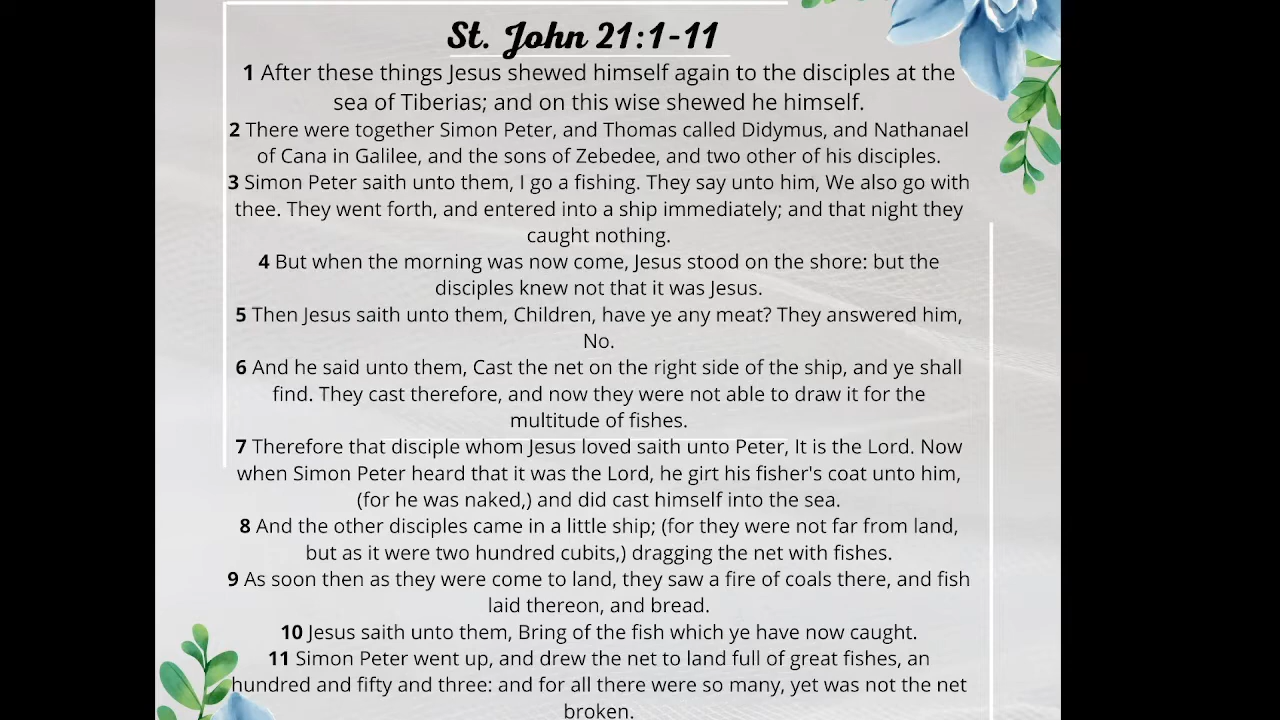 St. John 21:1-11
1 After these things Jesus shewed himself again to the disciples at the
sea of Tiberias; and on this wise shewed he himself.
2 There were together Simon Peter, and Thomas called Didymus, and Nathanael
of Cana in Galilee, and the sons of Zebedee, and two other of his disciples.
3 Simon Peter saith unto them, I go a fishing. They say unto him, We also go with
thee. They went forth, and entered into a ship immediately; and that night they
caught nothing.
4 But when the morning was now come, Jesus stood on the shore: but the
disciples knew not that it was Jesus.
5 Then Jesus saith unto them, Children, have ye any meat? They answered him,
No.
6 And he said unto them, Cast the net on the right side of the ship, and ye shall
find. They cast therefore, and now they were not able to draw it for the
multitude of fishes.
7 Therefore that disciple whom Jesus loved saith unto Peter, It is the Lord. Now
when Simon Peter heard that it was the Lord, he girt his fisher's coat unto him,
(for he was naked,) and did cast himself into the sea.
8 And the other disciples came in a little ship; (for they were not far from land,
but as it were two hundred cubits,) dragging the net with fishes.
9 As soon then as they were come to land, they saw a fire of coals there, and fish
laid thereon, and bread.
10 Jesus saith unto them, Bring of the fish which ye have now caught.
11 Simon Peter went up, and drew the net to land full of great fishes, an
hundred and fifty and three: and for all there were so many, yet was not the net
broken.